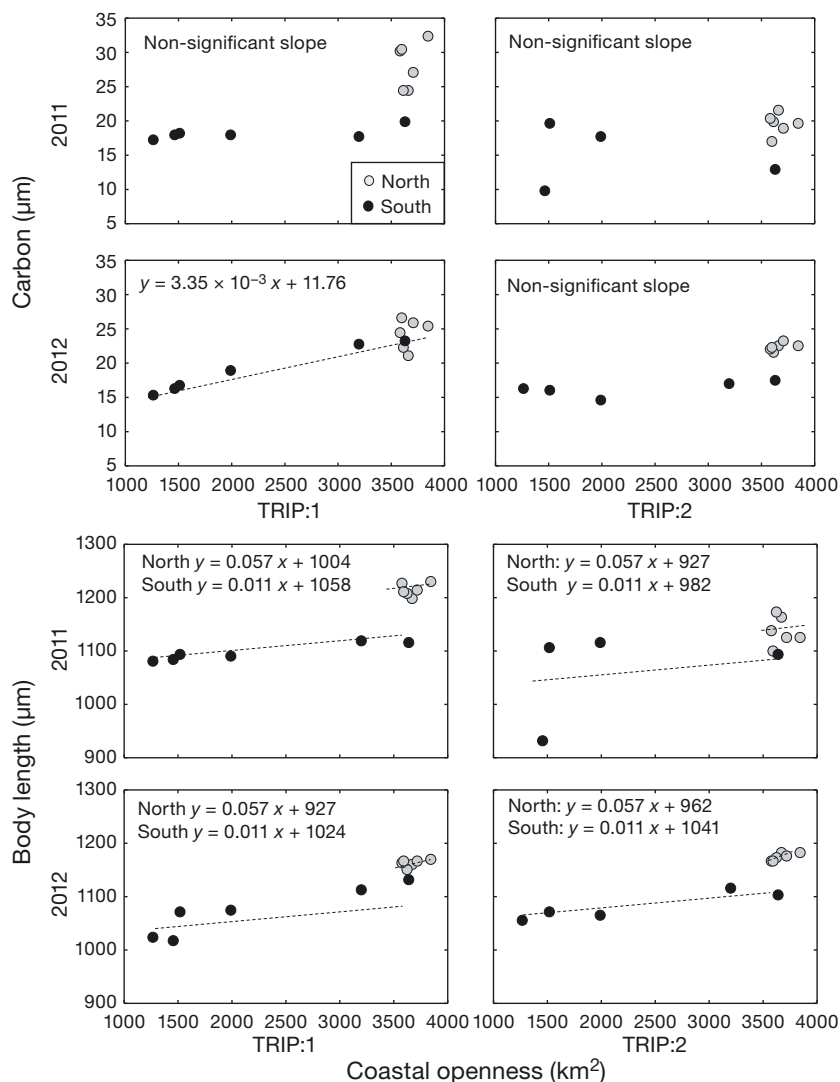 35
30
25
20
15
10
5
Non-significant slope
North
South
Non-significant slope
2011
Carbon (µm)
35
30
25
20
15
10
5
y = 3.35 × 10–3 x + 11.76
Non-significant slope
2012
1000 1500 2000 2500 3000 3500 4000
TRIP:1
1000 1500 2000 2500 3000 3500 4000
TRIP:2
1300
1200
1100
1000
900
North y = 0.057 x + 1004
South y = 0.011 x + 1058
North: y = 0.057 x + 927
South y = 0.011 x + 982
2011
Body length (µm)
1300
1200
1100
1000
900
North y = 0.057 x + 927
South y = 0.011 x + 1024
North: y = 0.057 x + 962
South: y = 0.011 x + 1041
2012
1000 1500 2000 2500 3000 3500 4000
TRIP:1
1000 1500 2000 2500 3000 3500 4000
TRIP:2
Coastal openness (km2)